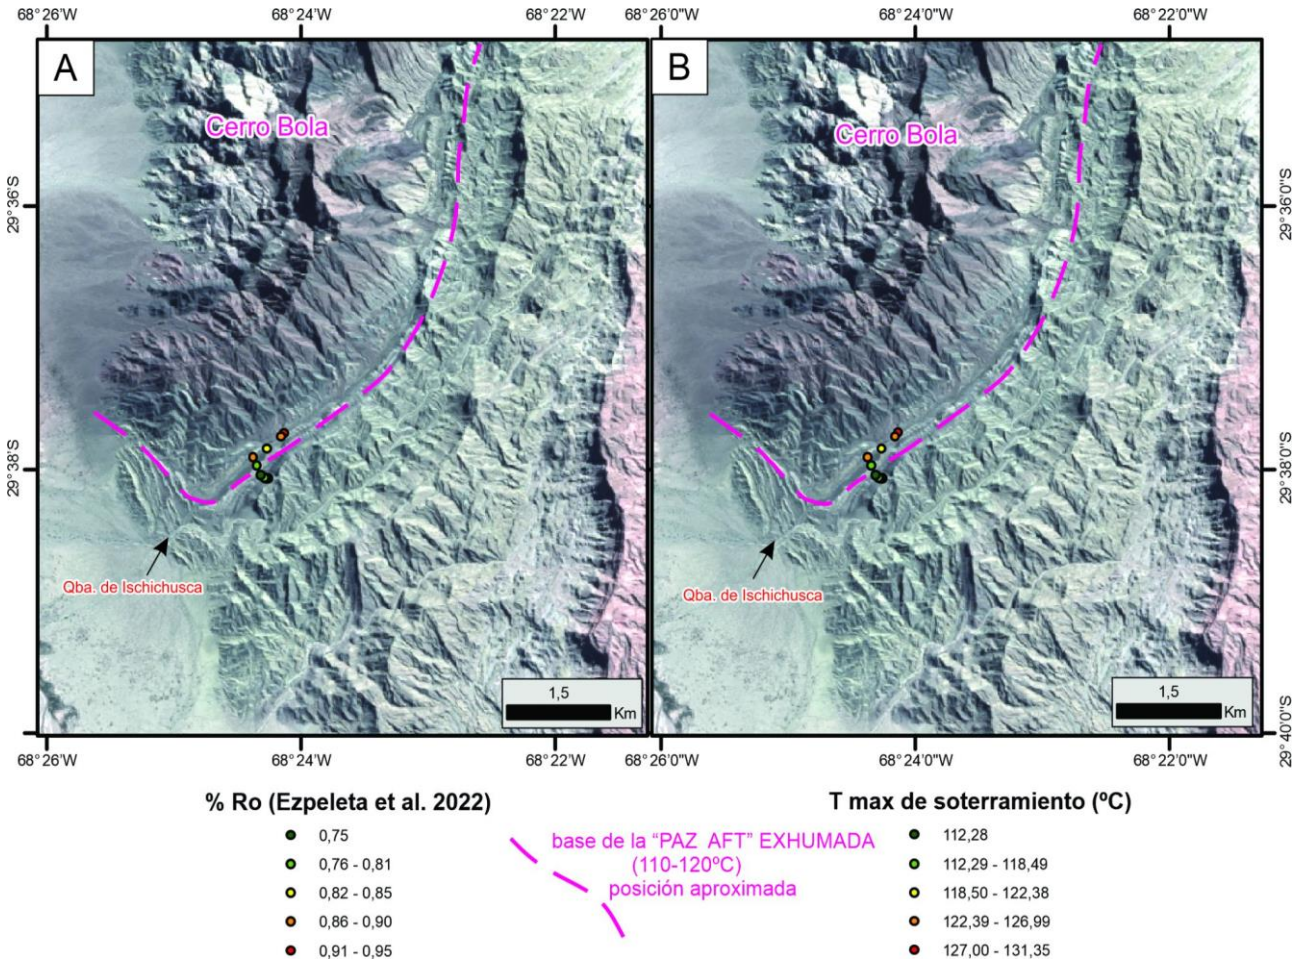 68°26'W 68°24'W 68°22'W 68°26'0"W 68°24'0"W 68°22'0"W
A
B
Cerro Bola
Cerro Bola
29°36'S
29°36'0"S
29°38'S
29°38'0"S
Qba. de Ischichusca
Qba. de Ischichusca
1,5
Km
1,5
Km
29°40'0"S
68°26'W 68°24'W 68°22'W 68°26'0"W 68°24'0"W 68°22'0"W
% Ro (Ezpeleta et al. 2022)
0,75
0,76 - 0,81
0,82 - 0,85
0,86 - 0,90
0,91 - 0,95
base de la “PAZ AFT” EXHUMADA
(110-120ºC)
posición aproximada
T max de soterramiento (ºC)
112,28
112,29 - 118,49
118,50 - 122,38
122,39 - 126,99
127,00 - 131,35